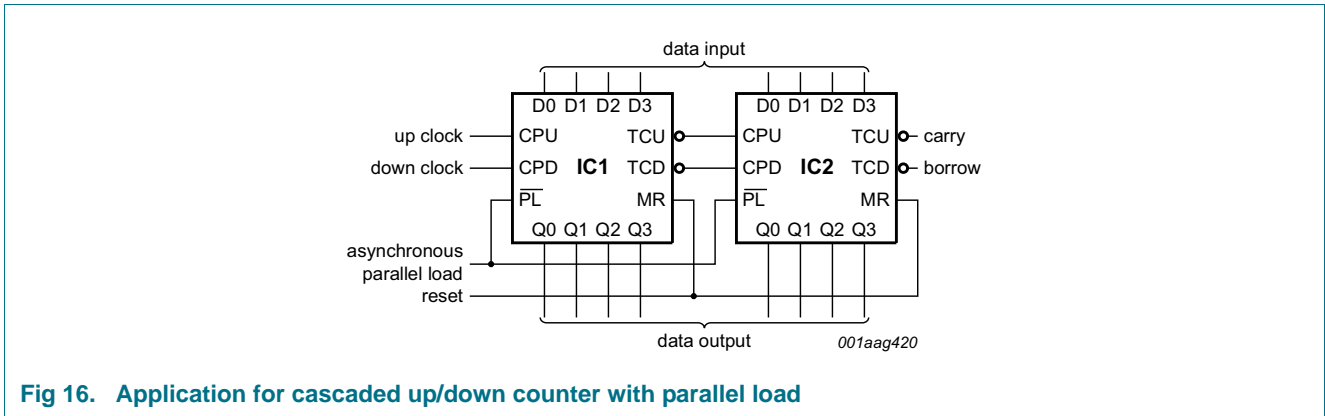 data input
D0 D1 D2 D3 D0 D1 D2 D3
up clock CPU TCU CPU TCU carry
down clock CPD IC1 TCD CPD IC2 TCD borrow
PL MR PL MR
Q0 Q1 Q2 Q3 Q0 Q1 Q2 Q3
asynchronous
parallel load
reset
data output 001aag420
Fig 16. Application for cascaded up/down counter with parallel load